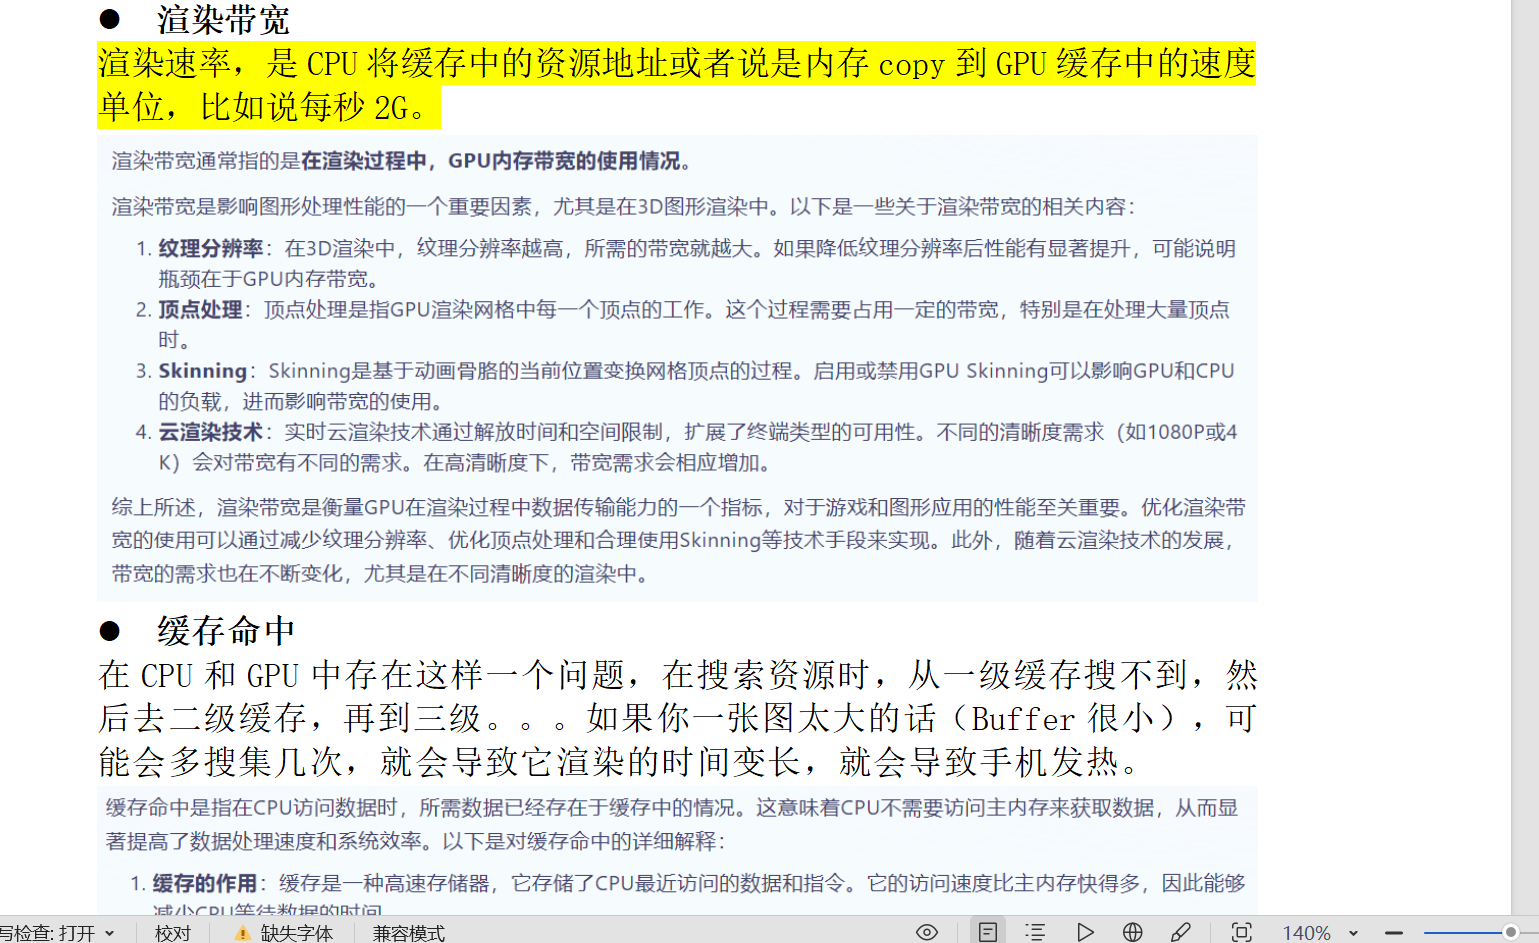 ● 渲染带宽
渲染速率，是 CPU 将缓存中的资源地址或者说是内存 copy 到 GPU 缓存中的速度
单位，比如说每秒 2G。
渲染带宽通常指的是在渲染过程中，GPU内存带宽的使用情况。
渲染带宽是影响图形处理性能的一个重要因素，尤其是在3D图形渲染中。以下是一些关于渲染带宽的相关内容：
1. 纹理分辨率：在3D渲染中，纹理分辨率越高，所需的带宽就越大。如果降低纹理分辨率后性能有显著提升，可能说明
瓶颈在于GPU内存带宽。
2. 顶点处理：顶点处理是指GPU渲染网格中每一个顶点的工作。这个过程需要占用一定的带宽，特别是在处理大量顶点
时。
3. Skinning：Skinning是基于动画骨骼的当前位置变换网格顶点的过程。启用或禁用GPU Skinning可以影响GPU和CPU
的负载，进而影响带宽的使用。
4. 云渲染技术：实时云渲染技术通过解放时间和空间限制，扩展了终端类型的可用性。不同的清晰度需求（如1080P或4
K）会对带宽有不同的需求。在高清晰度下，带宽需求会相应增加。
综上所述，渲染带宽是衡量GPU在渲染过程中数据传输能力的一个指标，对于游戏和图形应用的性能至关重要。优化渲染带
宽的使用可以通过减少纹理分辨率、优化顶点处理和合理使用Skinning等技术手段来实现。此外，随着云渲染技术的发展，
带宽的需求也在不断变化，尤其是在不同清晰度的渲染中。
● 缓存命中
在 CPU 和 GPU 中存在这样一个问题，在搜索资源时，从一级缓存搜不到，然
后去二级缓存，再到三级。。。如果你一张图太大的话（Buffer 很小），可
能会多搜集几次，就会导致它渲染的时间变长，就会导致手机发热。
缓存命中是指在CPU访问数据时，所需数据已经存在于缓存中的情况。这意味着CPU不需要访问主内存来获取数据，从而显
著提高了数据处理速度和系统效率。以下是对缓存命中的详细解释：
1. 缓存的作用：缓存是一种高速存储器，它存储了CPU最近访问的数据和指令。它的访问速度比主内存快得多，因此能够
减少CPU等待数据的时间
写检查: 打开 校对 缺失字体 兼容模式 140%